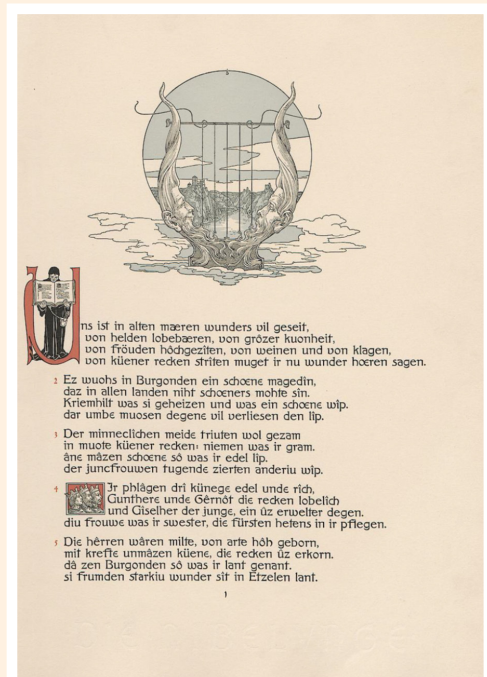 Uns ist in alten mæren wunders vil geseit,
von helden lobebæren, von grôzer kuonheit,
von fröuden hôchgezîten, von weinen und von klagen,
von küener recken strîten muget ir nu wunder hœren sagen.
2 Ez wuohs in Burgonden ein schœne magedîn,
daz in allen landen niht schœners mohte sin.
Kriemhilt was si geheizen und was ein schœne wîp.
dar umbe muosen degene vil verliesen den lîp.
3 Der minneclichen meide triuten wol gezam
in muote küener recken: niemen was ir gram.
âne mâzen schœne sô was ir edel lîp.
der juncfrouwen tugende zierten anderiu wîp.
4 Ir phlâgen drî künege edel unde rîch,
Gunthere unde Gêrnôt die recken lobelich
und Giselher der junge, ein ûz erwelter degen.
diu frouwe was ir swester, die fürsten hetens in ir pflegen.
5 Die hêrren wâren milte, von arte hôh geborn,
mit krefte unmâzen küene, die recken ûz erkorn.
dâ zen Burgonden sô was ir lant genant.
si frumden starkiu wunder sit in Etzelen lant.
1